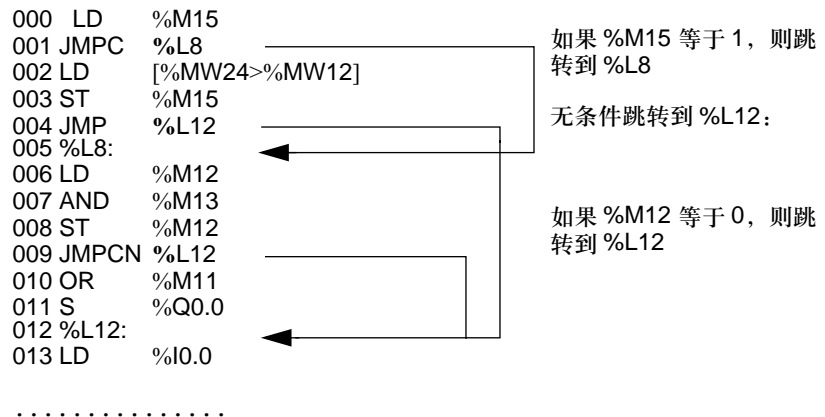 000 LD %M15
001 JMPC %L8
002 LD [%MW24>%MW12]
003 ST %M15
004 JMP %L12
005 %L8:
006 LD %M12
007 AND %M13
008 ST %M12
009 JMPCN %L12
010 OR %M11
011 S %Q0.0
012 %L12:
013 LD %I0.0
...............
如果 %M15 等于 1，则跳
转到 %L8
无条件跳转到 %L12：
如果 %M12 等于 0，则跳
转到 %L12